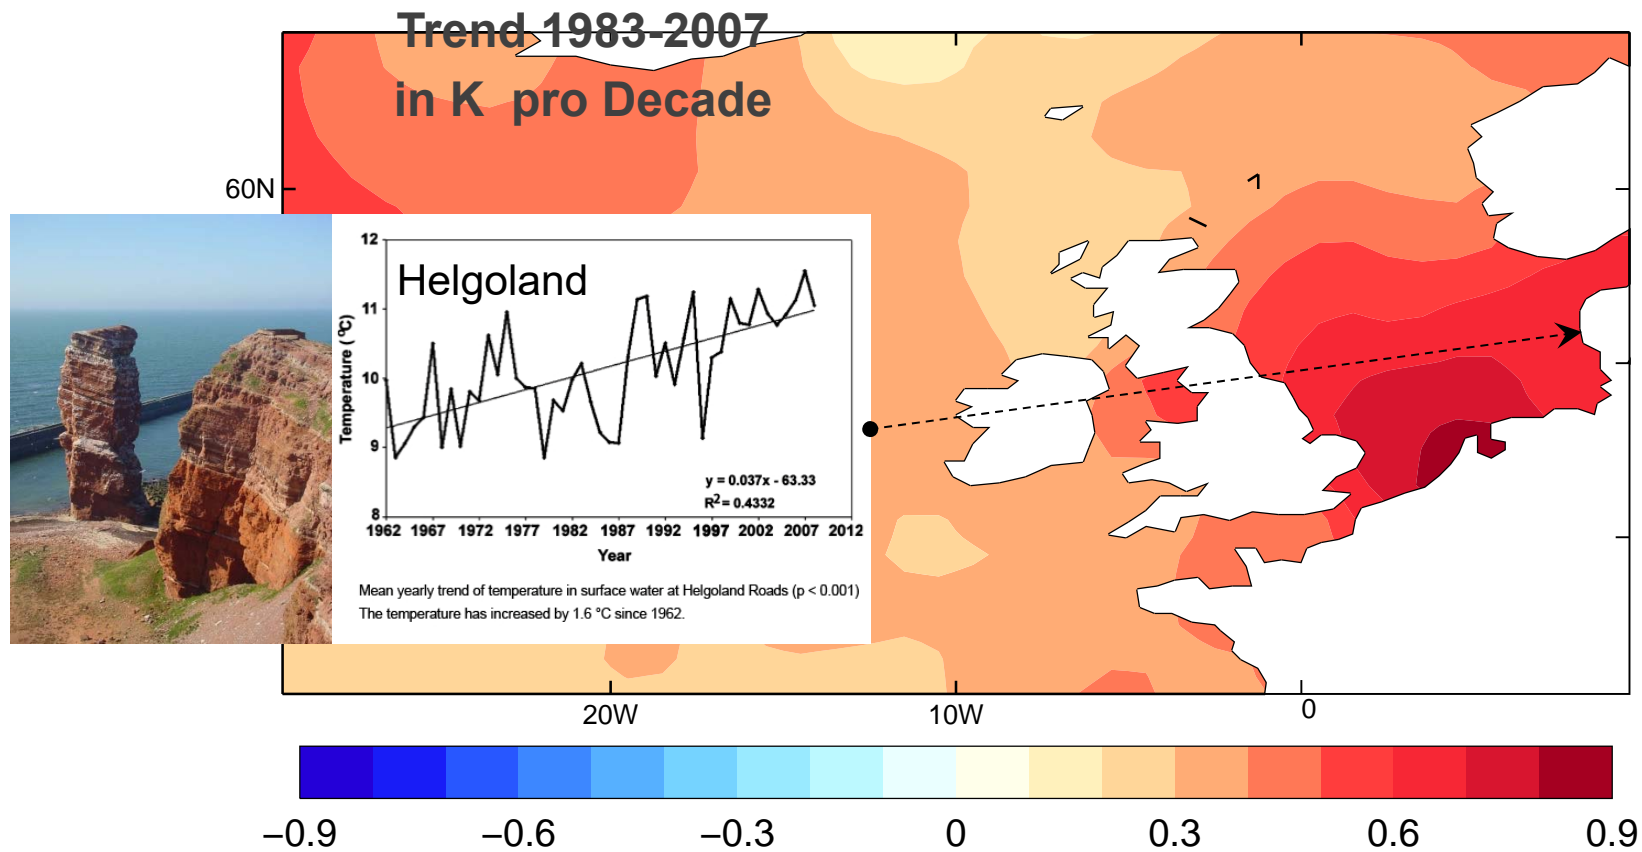 Trend 1983-2007
in K pro Decade
60N
Helgoland
12
11
10
9
8
Temperature (°C)
y = 0.037x - 63.33
R2 = 0.4332
1962 1967 1972 1977 1982 1987 1992 1997 2002 2007 2012
Year
Mean yearly trend of temperature in surface water at Helgoland Roads (p < 0.001)
The temperature has increased by 1.6 °C since 1962.
20W 10W 0
−0.9 −0.6 −0.3 0 0.3 0.6 0.9